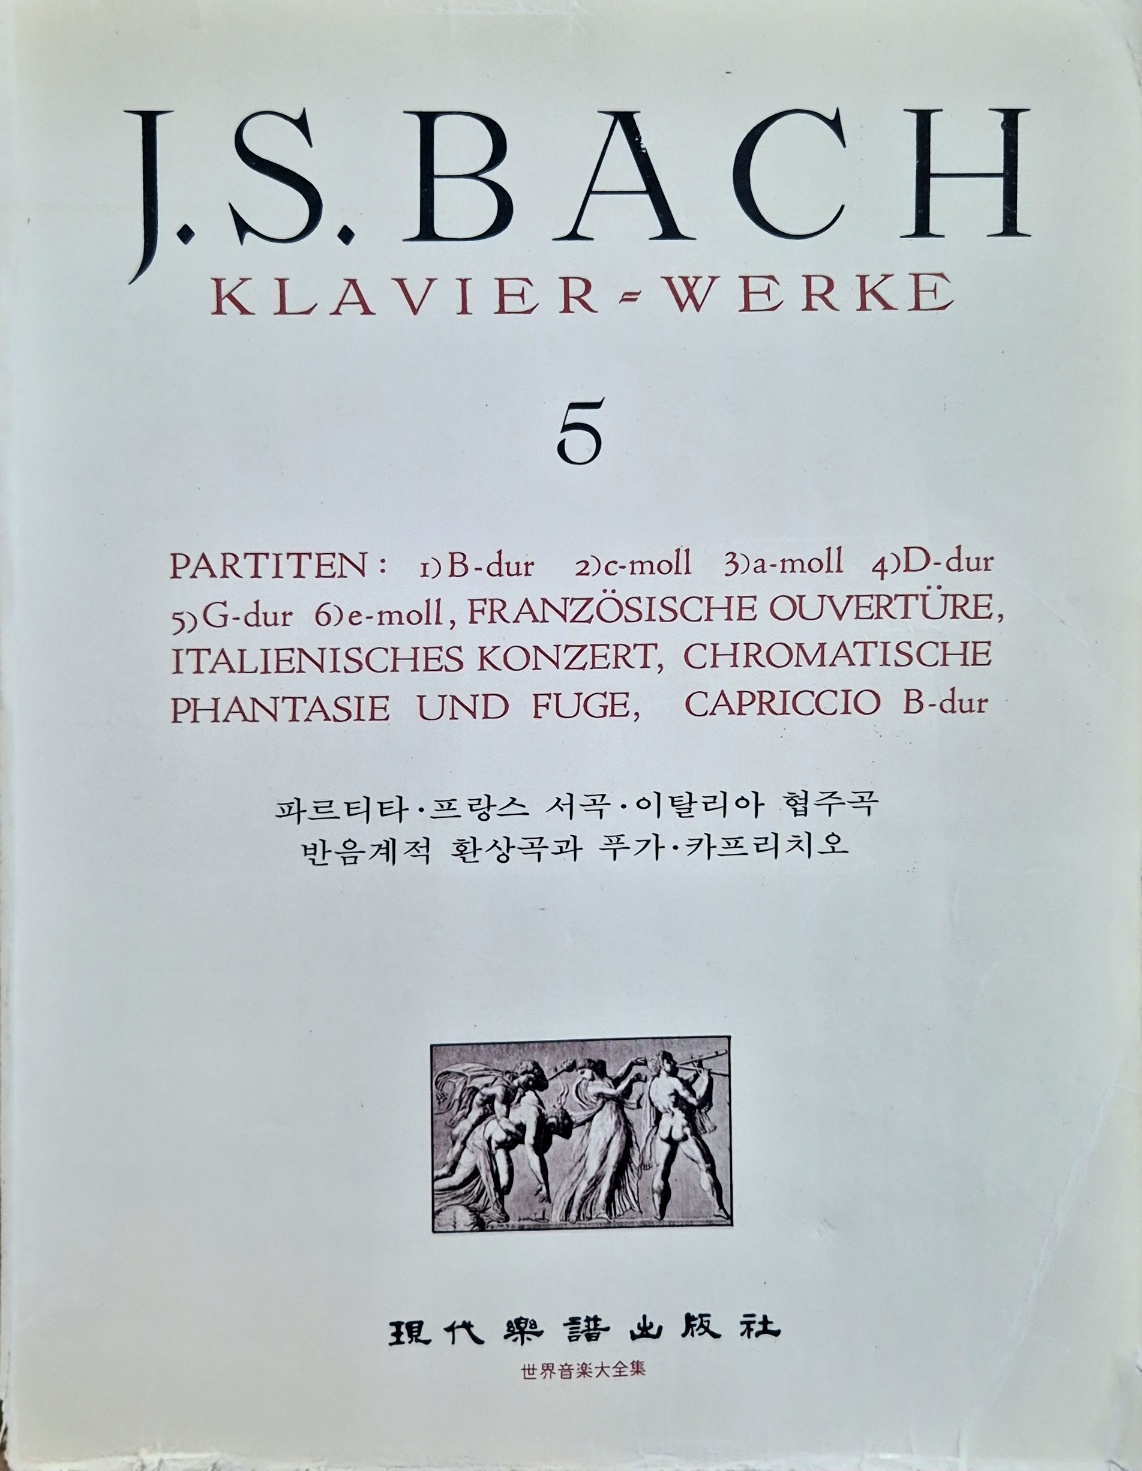 J. S. BACH
KLAVIER=WERKE
5
PARTITEN: 1) B-dur 2) c-moll 3) a-moll 4) D-dur
5) G-dur 6) e-moll, FRANZÖSISCHE OUVERTÜRE,
ITALIENISCHES KONZERT, CHROMATISCHE
PHANTASIE UND FUGE, CAPRICCIO B-dur
파르티타·프랑스 서곡·이탈리아 협주곡
반음계적 환상곡과 푸가·카프리치오
現代樂譜出版社
世界音楽大全集